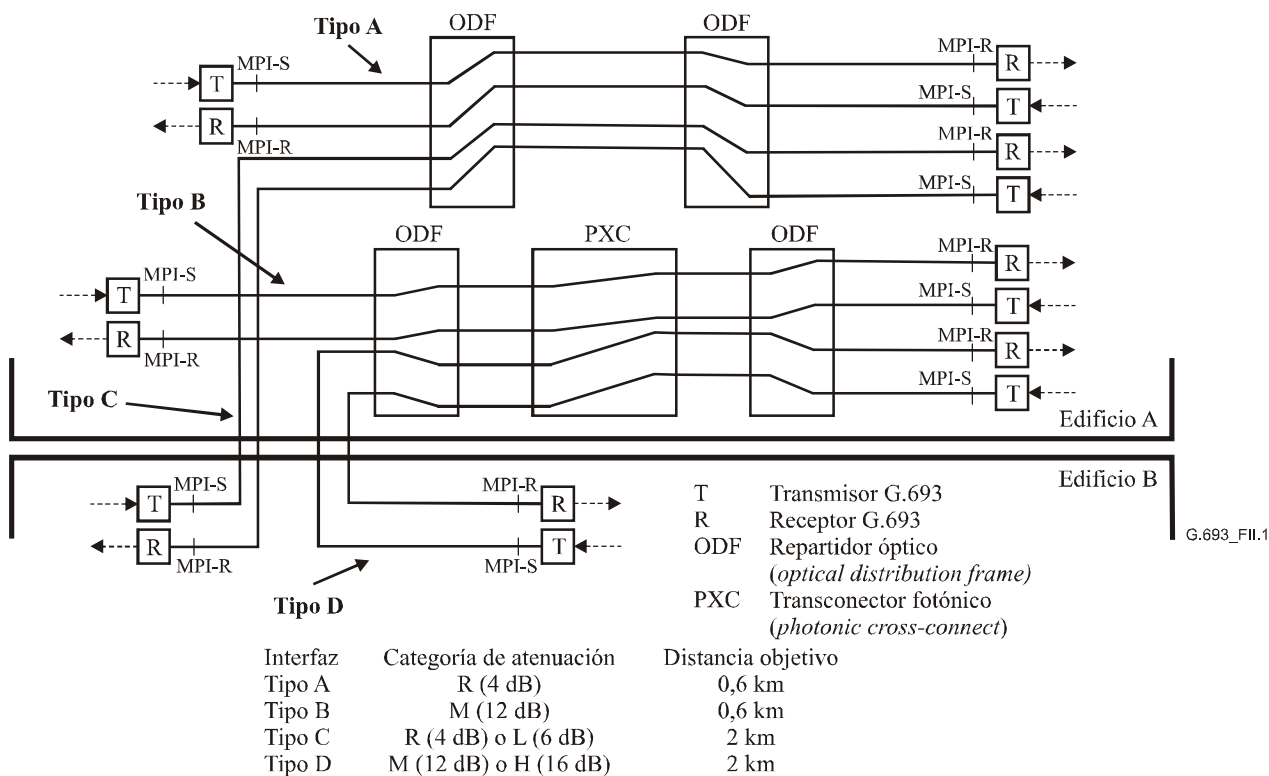 Tipo A
ODF
ODF
MPI-S
T
R
MPI-R
MPI-R
R
MPI-S
T
MPI-R
R
MPI-S
T
Tipo B
ODF
PXC
ODF
MPI-S
T
R
MPI-R
MPI-R
R
MPI-S
T
MPI-R
R
MPI-S
T
Tipo C
Edificio A
Edificio B
MPI-S
T
R
MPI-R
MPI-R
R
T
MPI-S
Tipo D
T Transmisor G.693
R Receptor G.693
ODF Repartidor óptico
(optical distribution frame)
PXC Transconector fotónico
(photonic cross-connect)
G.693_FII.1
Interfaz Categoría de atenuación Distancia objetivo
Tipo A R (4 dB) 0,6 km
Tipo B M (12 dB) 0,6 km
Tipo C R (4 dB) o L (6 dB) 2 km
Tipo D M (12 dB) o H (16 dB) 2 km